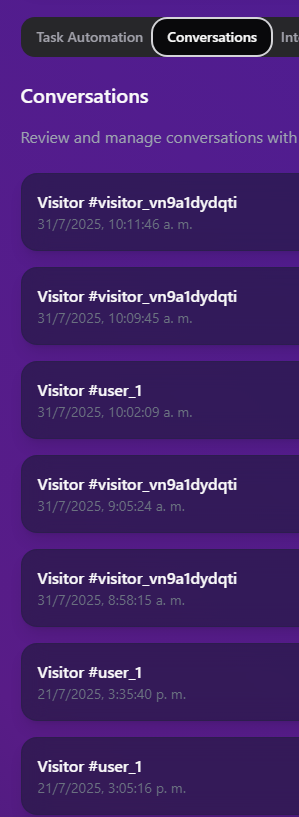 Task Automation Conversations
Conversations
Review and manage conversations with
Visitor #visitor_vn9a1dydqti
31/7/2025, 10:11:46 a. m.
Visitor #visitor_vn9a1dydqti
31/7/2025, 10:09:45 a. m.
Visitor #user_1
31/7/2025, 10:02:09 a. m.
Visitor #visitor_vn9a1dydqti
31/7/2025, 9:05:24 a. m.
Visitor #visitor_vn9a1dydqti
31/7/2025, 8:58:15 a. m.
Visitor #user_1
21/7/2025, 3:35:40 p. m.
Visitor #user_1
21/7/2025, 3:05:16 p. m.